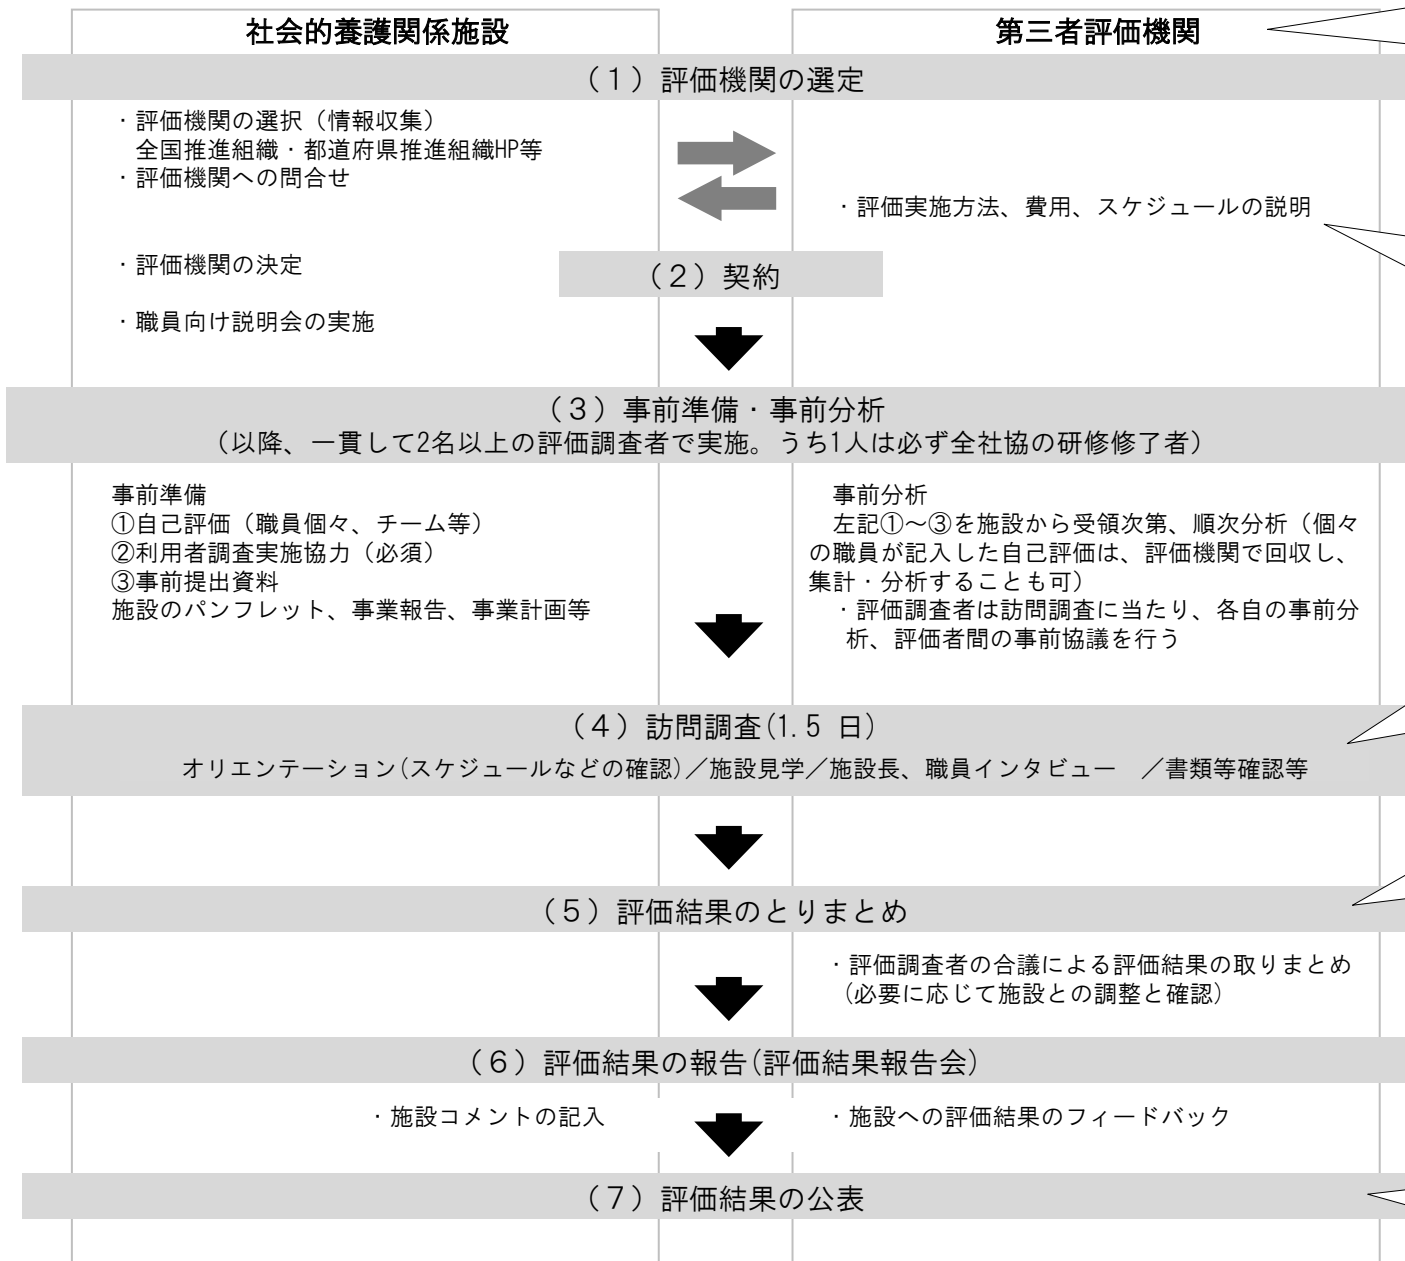 社会的養護関係施設
第三者評価機関
（１）評価機関の選定
・評価機関の選択（情報収集）
全国推進組織・都道府県推進組織HP等
・評価機関への問合せ
・評価実施方法、費用、スケジュールの説明
・評価機関の決定
（２）契約
・職員向け説明会の実施
（３）事前準備・事前分析
（以降、一貫して2名以上の評価調査者で実施。うち1人は必ず全社協の研修修了者）
事前準備
①自己評価（職員個々、チーム等）
②利用者調査実施協力（必須）
③事前提出資料
施設のパンフレット、事業報告、事業計画等
事前分析
左記①～③を施設から受領次第、順次分析（個々
の職員が記入した自己評価は、評価機関で回収し、
集計・分析することも可）
・評価調査者は訪問調査に当たり、各自の事前分
析、評価者間の事前協議を行う
（４）訪問調査(1.5 日)
オリエンテーション(スケジュールなどの確認)／施設見学／施設長、職員インタビュー　／書類等確認等
（５）評価結果のとりまとめ
・評価調査者の合議による評価結果の取りまとめ
(必要に応じて施設との調整と確認)
（６）評価結果の報告(評価結果報告会)
・施設コメントの記入
・施設への評価結果のフィードバック
（７）評価結果の公表